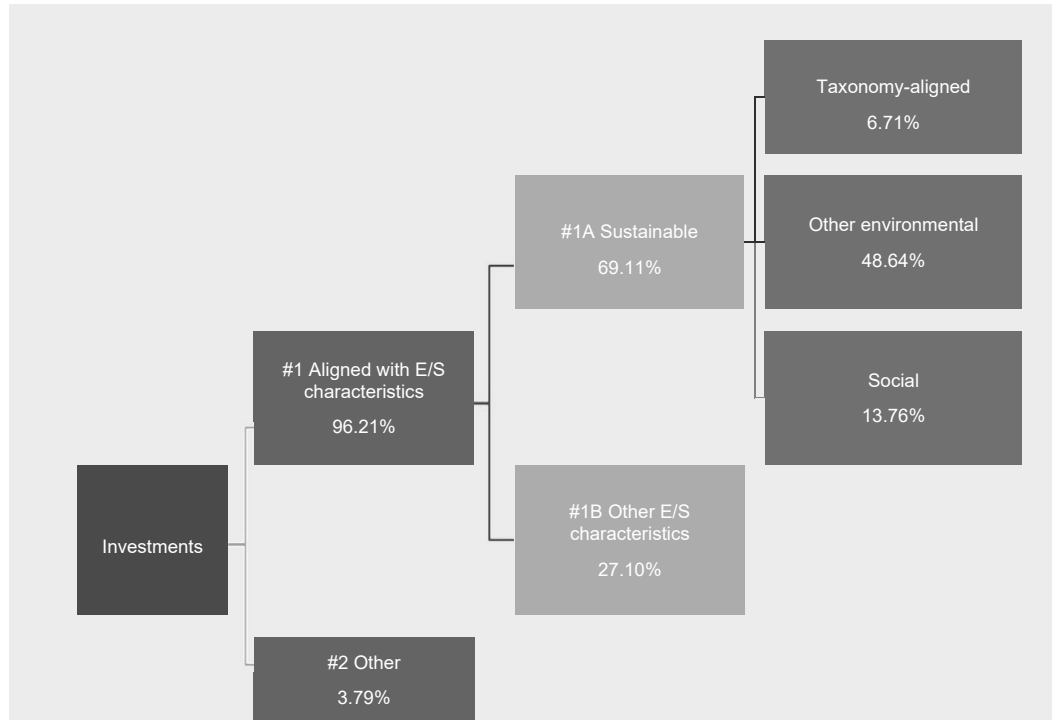 Taxonomy-aligned
6.71%
#1A Sustainable
69.11%
Other environmental
48.64%
#1 Aligned with E/S
characteristics
96.21%
Social
13.76%
Investments
#1B Other E/S
characteristics
27.10%
#2 Other
3.79%